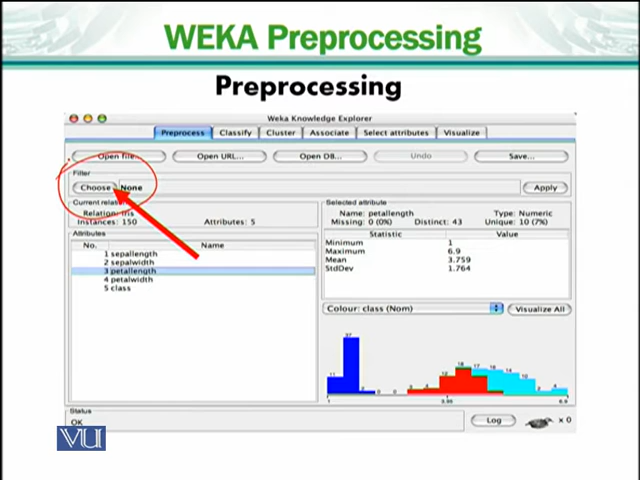 WEKA Preprocessing
Preprocessing
Weka Knowledge Explorer
Preprocess Classify Cluster Associate Select attributes Visualize
Open file... Open URL... Open DB... Undo Save...
Filter
Choose None Apply
Current relation
Relation: iris
Instances: 150 Attributes: 5
Selected attribute
Name: petallength Type: Numeric
Missing: 0 (0%) Distinct: 43 Unique: 10 (7%)
Statistic Value
Minimum 1
Maximum 6.9
Mean 3.759
StdDev 1.764
Attributes
No. Name
1 sepallength
2 sepalwidth
3 petallength
4 petalwidth
5 class
Colour: class (Nom) Visualize All
37
1 6.9
Status
OK
Log x 0
VU